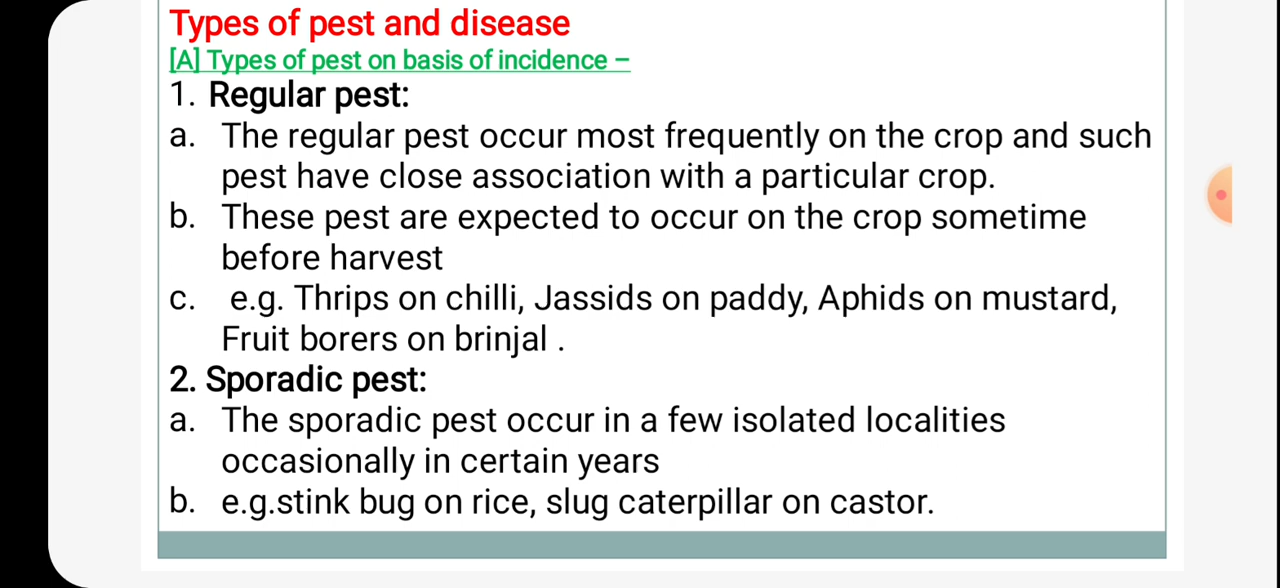 Types of pest and disease
[A] Types of pest on basis of incidence –
1. Regular pest:
a. The regular pest occur most frequently on the crop and such
pest have close association with a particular crop.
b. These pest are expected to occur on the crop sometime
before harvest
c. e.g. Thrips on chilli, Jassids on paddy, Aphids on mustard,
Fruit borers on brinjal .
2. Sporadic pest:
a. The sporadic pest occur in a few isolated localities
occasionally in certain years
b. e.g.stink bug on rice, slug caterpillar on castor.